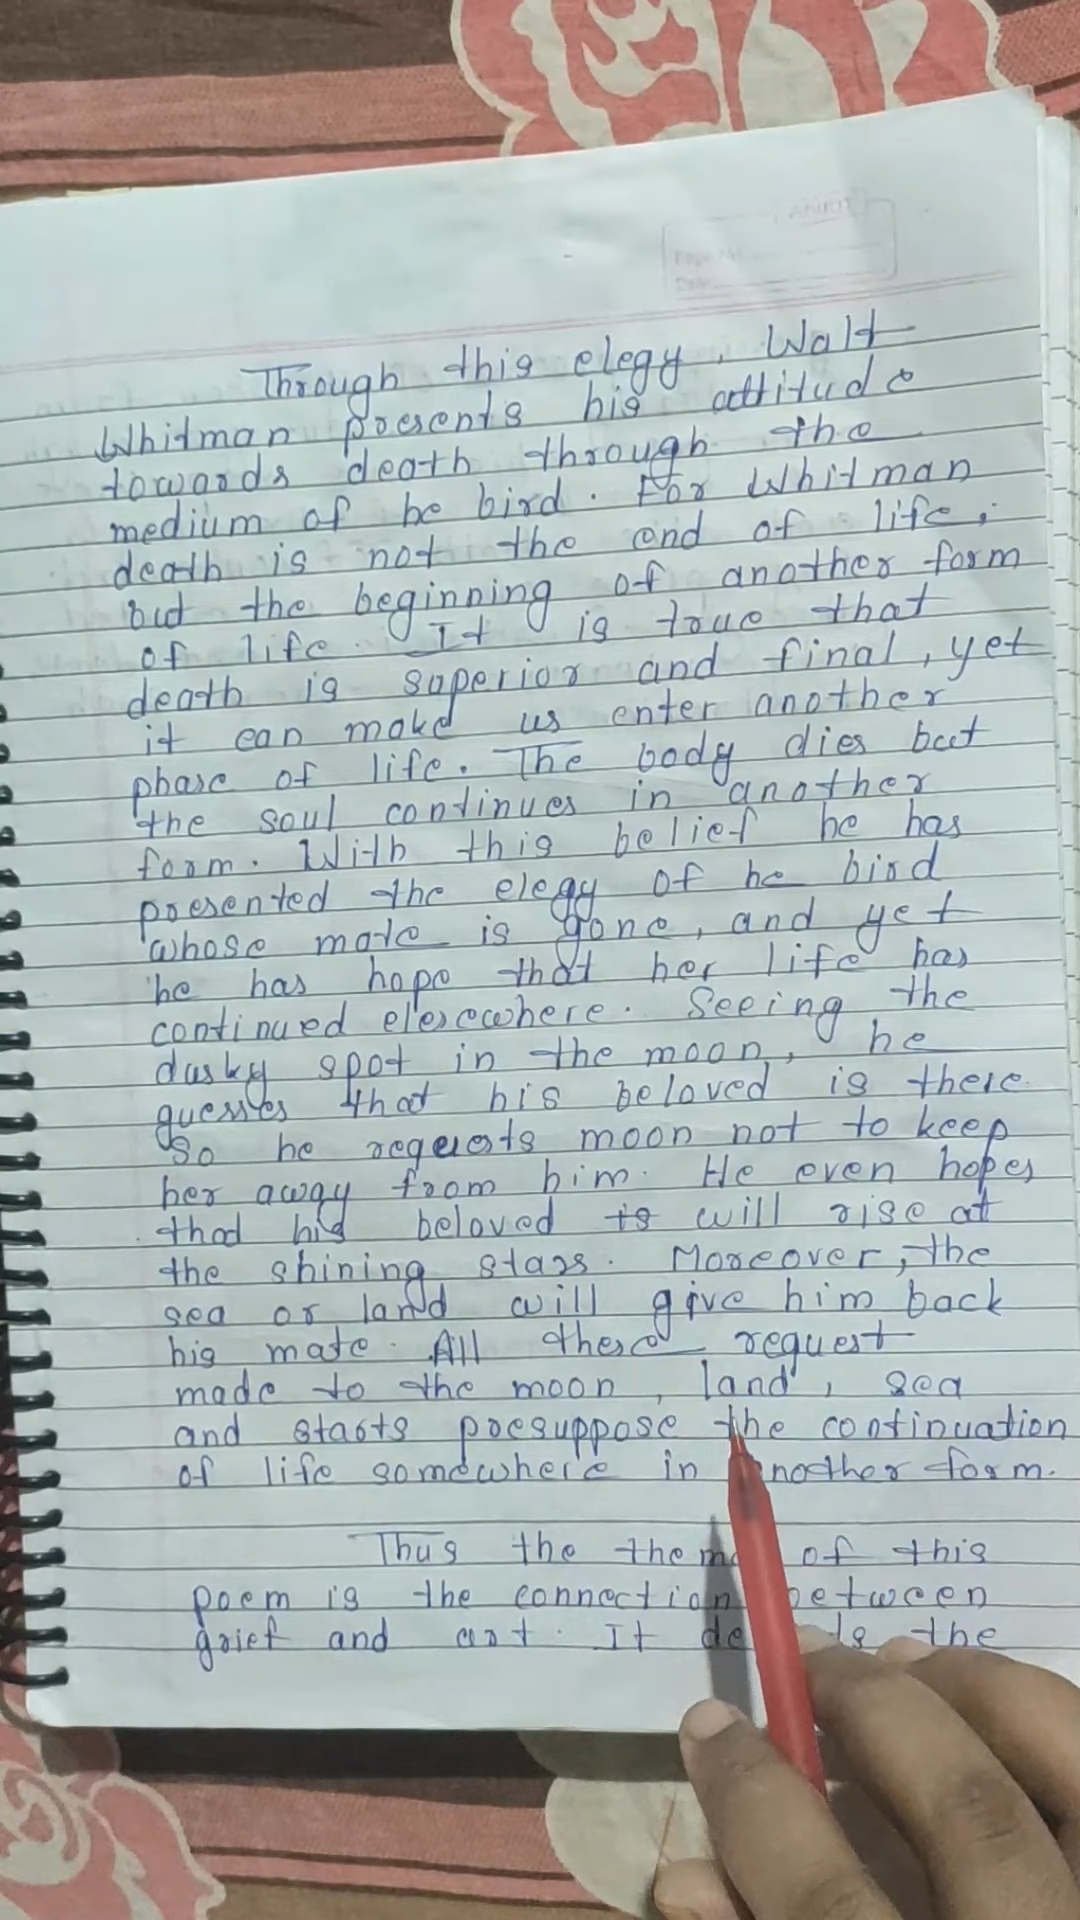 Through this elegy, Walt
Whitman presents his attitude
towards death through the
medium of he bird. For Whitman
death is not the end of life,
but the beginning of another form
of life. It is true that
death is superior and final, yet
it can make us enter another
phase of life. The body dies but
the soul continues in another
form. With this belief he has
presented the elegy of he bird
whose mate is gone, and yet
he has hope that her life has
continued elesewhere. Seeing the
dusky spot in the moon, he
guesses that his beloved is there.
So he requests moon not to keep
her away from him. He even hopes
that his beloved will rise at
the shining stars. Moreover, the
sea or land will give him back
his mate. All these request
made to the moon, land, sea
and stasts presuppose the continuation
of life somewhere in another form.
Thus the theme of this
poem is the connection between
grief and art. It the